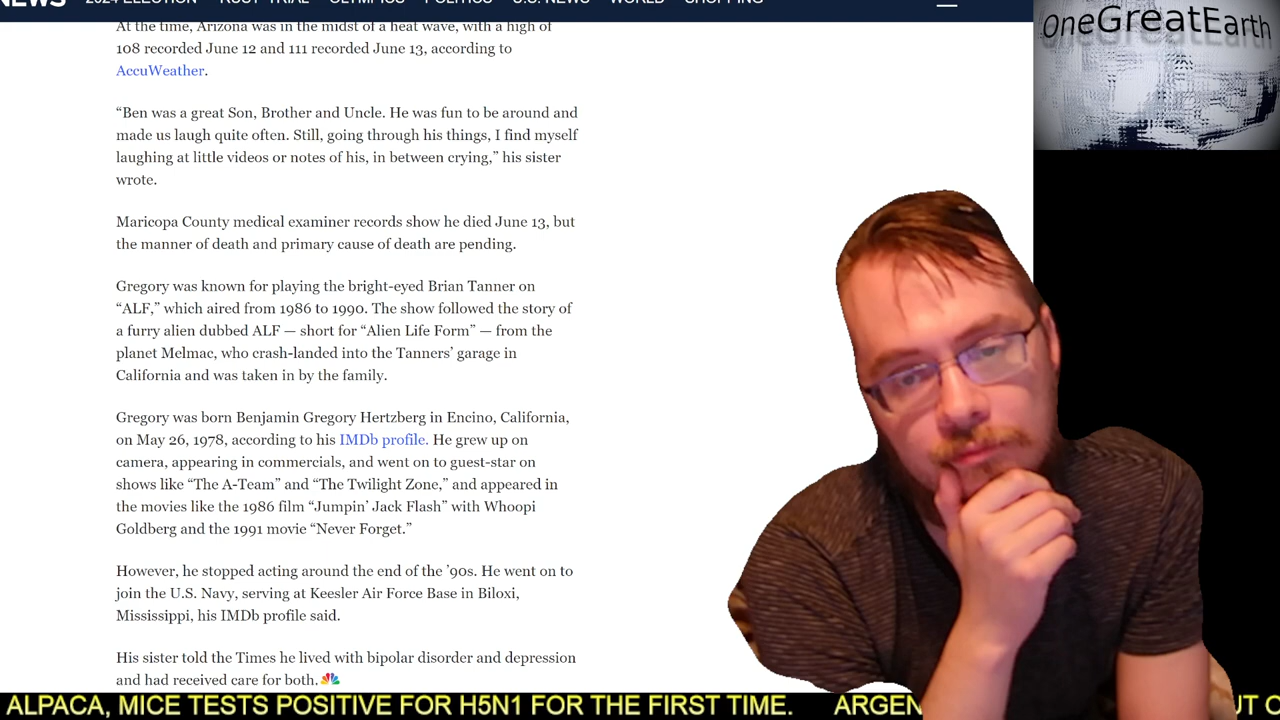 NEWS 2024 ELECTION TRUST TRIAL OLYMPICS POLITICS U.S. NEWS WORLD SHOPPING
OneGreatEarth
At the time, Arizona was in the midst of a heat wave, with a high of
108 recorded June 12 and 111 recorded June 13, according to
AccuWeather.
“Ben was a great Son, Brother and Uncle. He was fun to be around and
made us laugh quite often. Still, going through his things, I find myself
laughing at little videos or notes of his, in between crying,” his sister
wrote.
Maricopa County medical examiner records show he died June 13, but
the manner of death and primary cause of death are pending.
Gregory was known for playing the bright-eyed Brian Tanner on
“ALF,” which aired from 1986 to 1990. The show followed the story of
a furry alien dubbed ALF — short for “Alien Life Form” — from the
planet Melmac, who crash-landed into the Tanners’ garage in
California and was taken in by the family.
Gregory was born Benjamin Gregory Hertzberg in Encino, California,
on May 26, 1978, according to his IMDb profile. He grew up on
camera, appearing in commercials, and went on to guest-star on
shows like “The A-Team” and “The Twilight Zone,” and appeared in
the movies like the 1986 film “Jumpin’ Jack Flash” with Whoopi
Goldberg and the 1991 movie “Never Forget.”
However, he stopped acting around the end of the ’90s. He went on to
join the U.S. Navy, serving at Keesler Air Force Base in Biloxi,
Mississippi, his IMDb profile said.
His sister told the Times he lived with bipolar disorder and depression
and had received care for both.
ALPACA, MICE TESTS POSITIVE FOR H5N1 FOR THE FIRST TIME. ARGEN